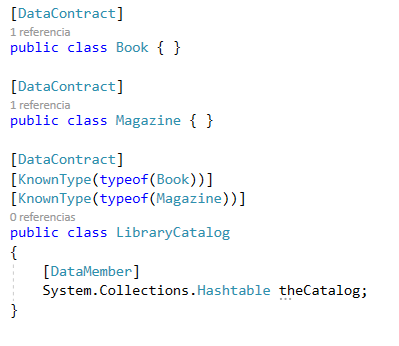 [DataContract]
1 referencia
public class Book { }
[DataContract]
1 referencia
public class Magazine { }
[DataContract]
[KnownType(typeof(Book))]
[KnownType(typeof(Magazine))]
0 referencias
public class LibraryCatalog
{
[DataMember]
System.Collections.Hashtable theCatalog;
}